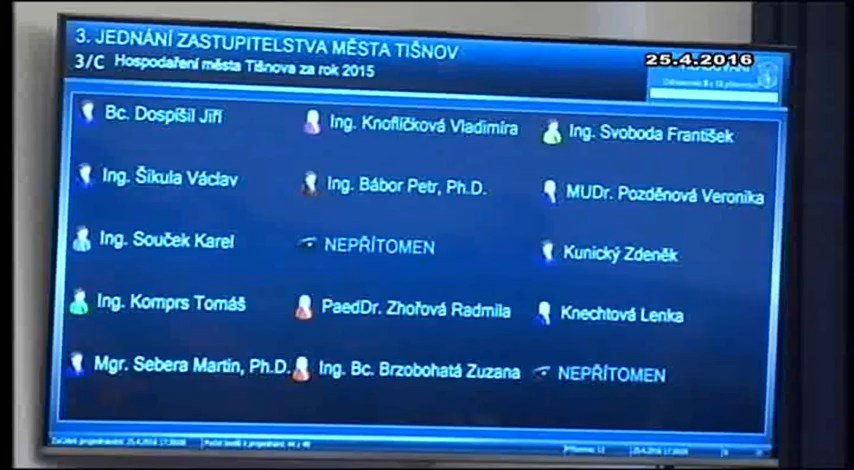 3. JEDNÁNÍ ZASTUPITELSTVA MĚSTA TIŠNOV
25.4.2016
3/C Hospodaření města Tišnova za rok 2015
Bc. Dospíšil Jiří
Ing. Knoflíčková Vladimíra
Ing. Svoboda František
Ing. Šikula Václav
Ing. Bábor Petr, Ph.D.
MUDr. Pozděnová Veronika
Ing. Souček Karel
NEPŘÍTOMEN
Kunický Zdeněk
Ing. Komprs Tomáš
PaedDr. Zhořová Radmila
Knechtová Lenka
Mgr. Sebera Martin, Ph.D.
Ing. Bc. Brzobohatá Zuzana
NEPŘÍTOMEN